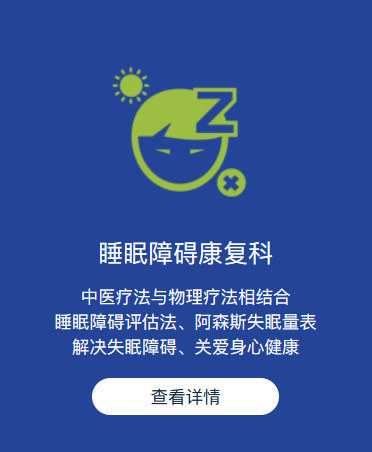 Z
睡眠障碍康复科
中医疗法与物理疗法相结合
睡眠障碍评估法、阿森斯失眠量表
解决失眠障碍、关爱身心健康
查看详情